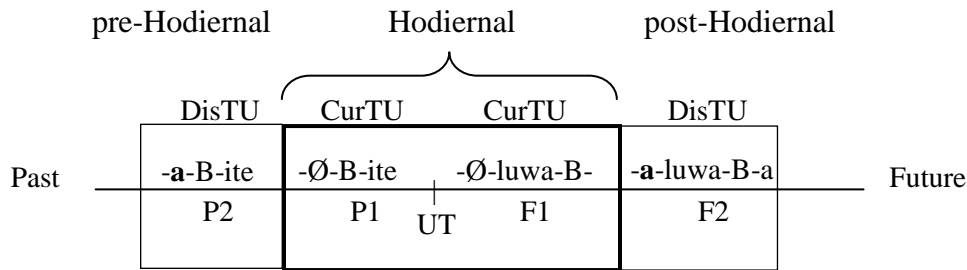 pre-Hodiernal Hodiernal post-Hodiernal
DisTU CurTU CurTU DisTU
Past -a-B-ite -Ø-B-ite -Ø-luwa-B- -a-luwa-B-a Future
P2 P1 UT F1 F2